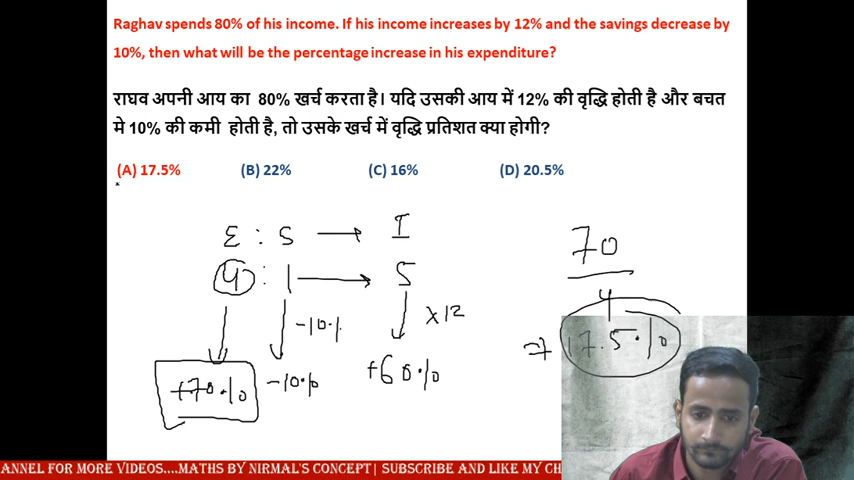 Raghav spends 80% of his income. If his income increases by 12% and the savings decrease by
10%, then what will be the percentage increase in his expenditure?
राघव अपनी आय का 80% खर्च करता है। यदि उसकी आय में 12% की वृद्धि होती है और बचत
मे 10% की कमी होती है, तो उसके खर्च में वृद्धि प्रतिशत क्या होगी?
(A) 17.5% (B) 22% (C) 16% (D) 20.5%
E : S → I
4 : 1 → 5
-10% ×12
+70% -10% +60%
70
4
⇒ 17.5%
ANNEL FOR MORE VIDEOS....MATHS BY NIRMAL'S CONCEPT| SUBSCRIBE AND LIKE MY CH